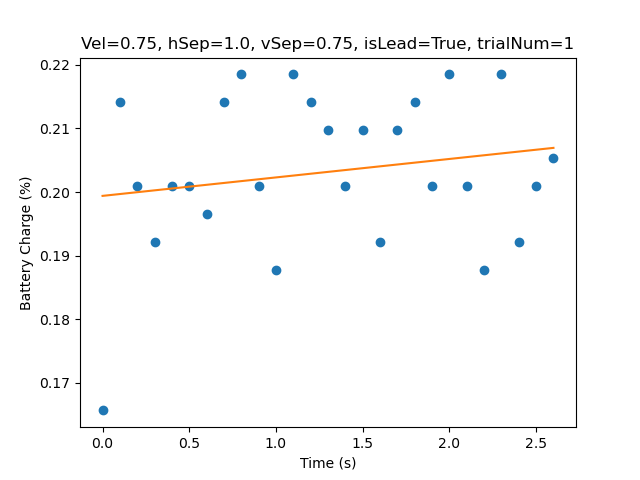 Vel=0.75, hSep=1.0, vSep=0.75, isLead=True, trialNum=1
0.22
0.21
0.20
0.19
0.18
0.17
Battery Charge (%)
0.0 0.5 1.0 1.5 2.0 2.5
Time (s)